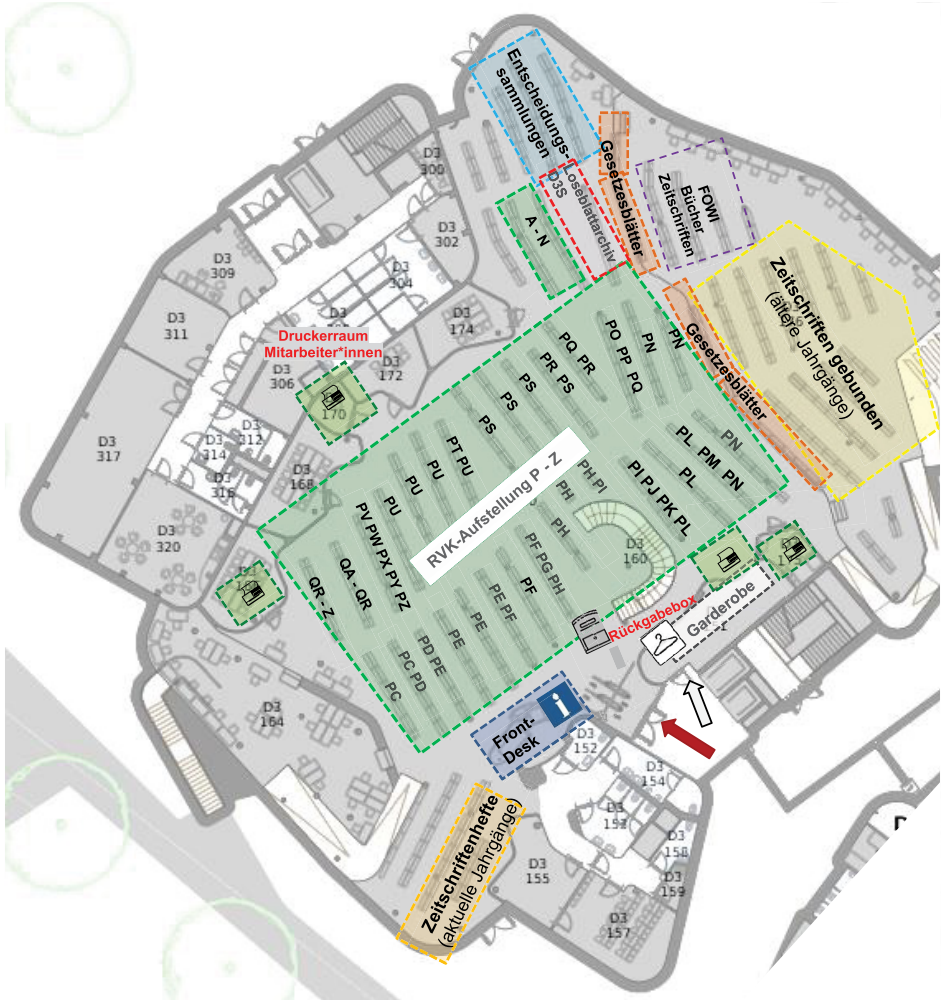 Entscheidungs-
sammlungen
D3
300
Gesetzesblätter
D3S
Loseblattarchiv
FOWI
Bücher
Zeitschriften
A - N
D3
302
D3
309
D3
304
Zeitschriften gebunden
(ältere Jahrgänge)
D3
311
D3
174
Druckerraum
Mitarbeiter*innen
D3
306
D3
172
170
Gesetzesblätter
PO PP PQ
PN
PN
PQ PR
PR PS
PS
PS
PT PU
PU
PU
PV PW PX PY PZ
QA - QR
QR - Z
RVK-Aufstellung P - Z
PN
PL PM PN
PL
PI PJ PK PL
PH PI
PH
PH
PF PG PH
PF
PE PF
PE
PE
PD PE
PC PD
PC
D3
317
D3
312
D3
314
D3
316
D3
168
D3
320
D3
160
Rückgabebox
Garderobe
D3
164
i
Front-
Desk
D3
152
D3
154
D3
152
D3
158
D3
159
D3
155
D3
157
Zeitschriftenhefte
(aktuelle Jahrgänge)